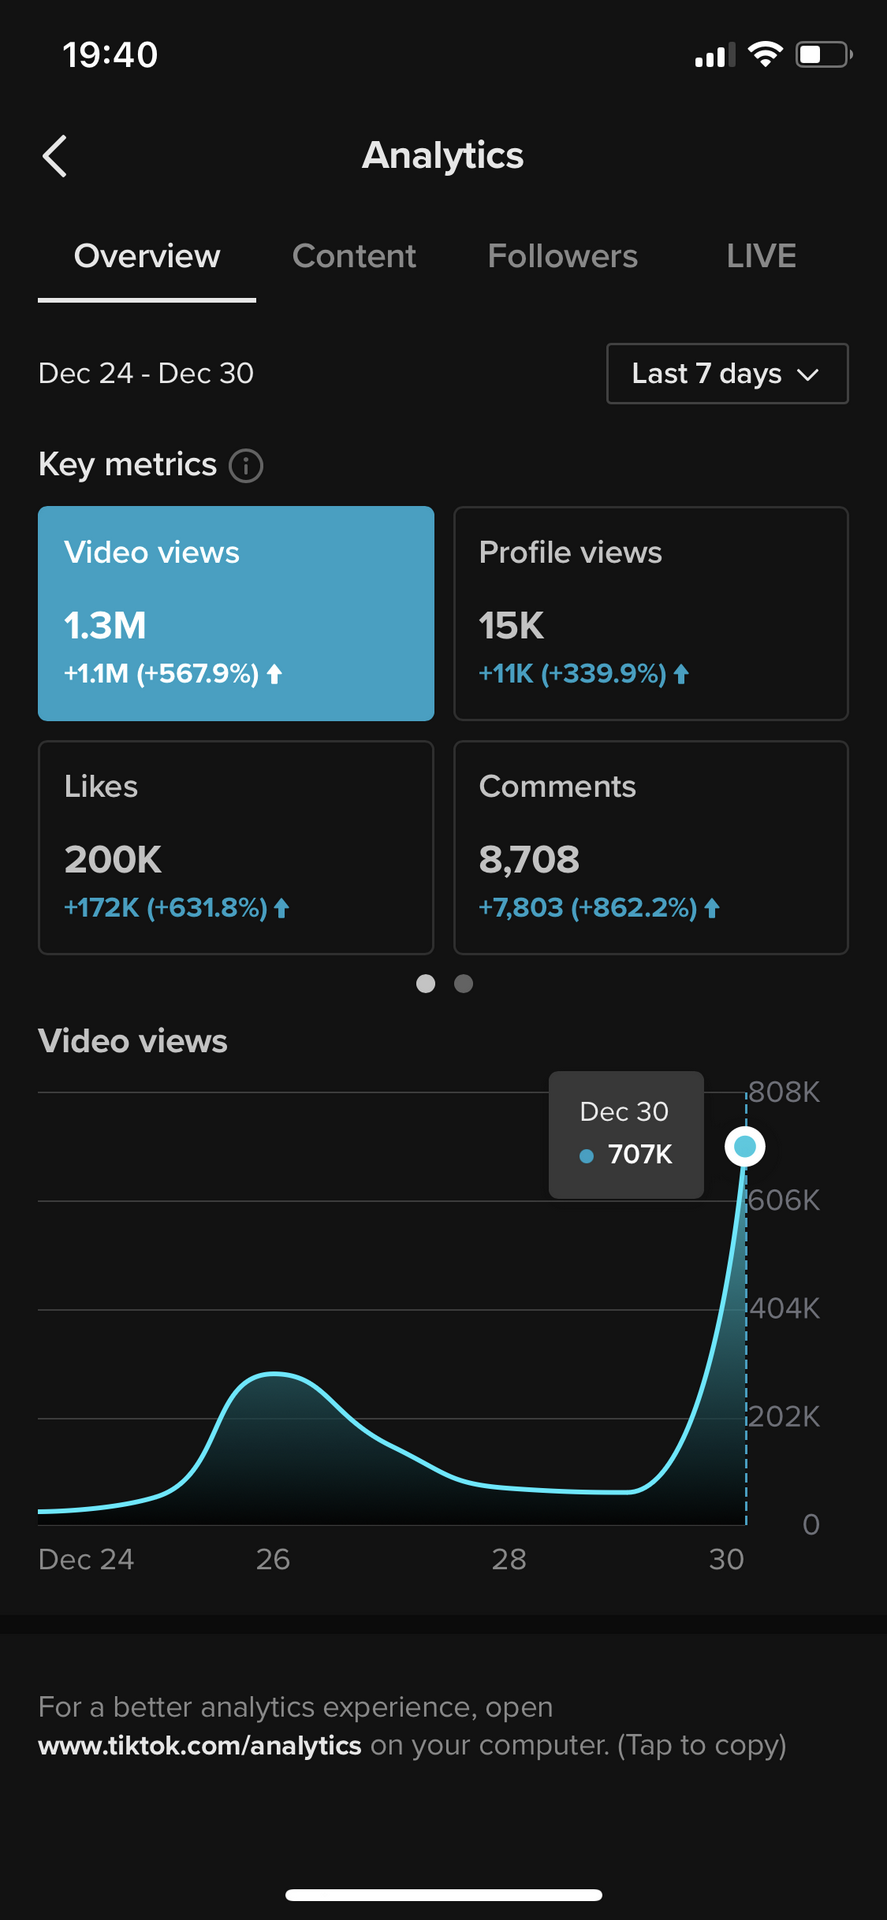 19:40
Analytics
Overview Content Followers LIVE
Dec 24 - Dec 30
Last 7 days
Key metrics
Video views
1.3M
+1.1M (+567.9%)
Profile views
15K
+11K (+339.9%)
Likes
200K
+172K (+631.8%)
Comments
8,708
+7,803 (+862.2%)
Video views
Dec 30
707K
808K
606K
404K
202K
0
Dec 24 26 28 30
For a better analytics experience, open
www.tiktok.com/analytics on your computer. (Tap to copy)